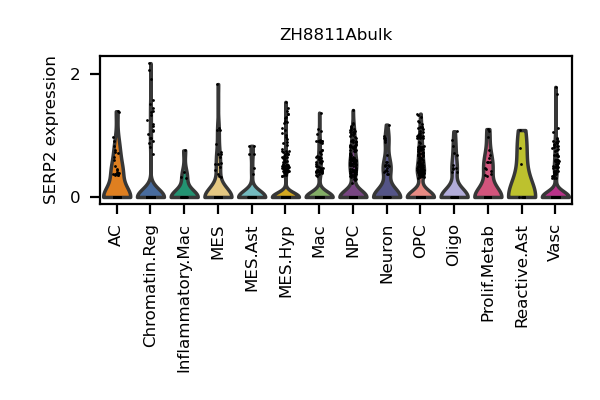 ZH8811Abulk
SERP2 expression
2
0
AC
Chromatin.Reg
Inflammatory.Mac
MES
MES.Ast
MES.Hyp
Mac
NPC
Neuron
OPC
Oligo
Prolif.Metab
Reactive.Ast
Vasc